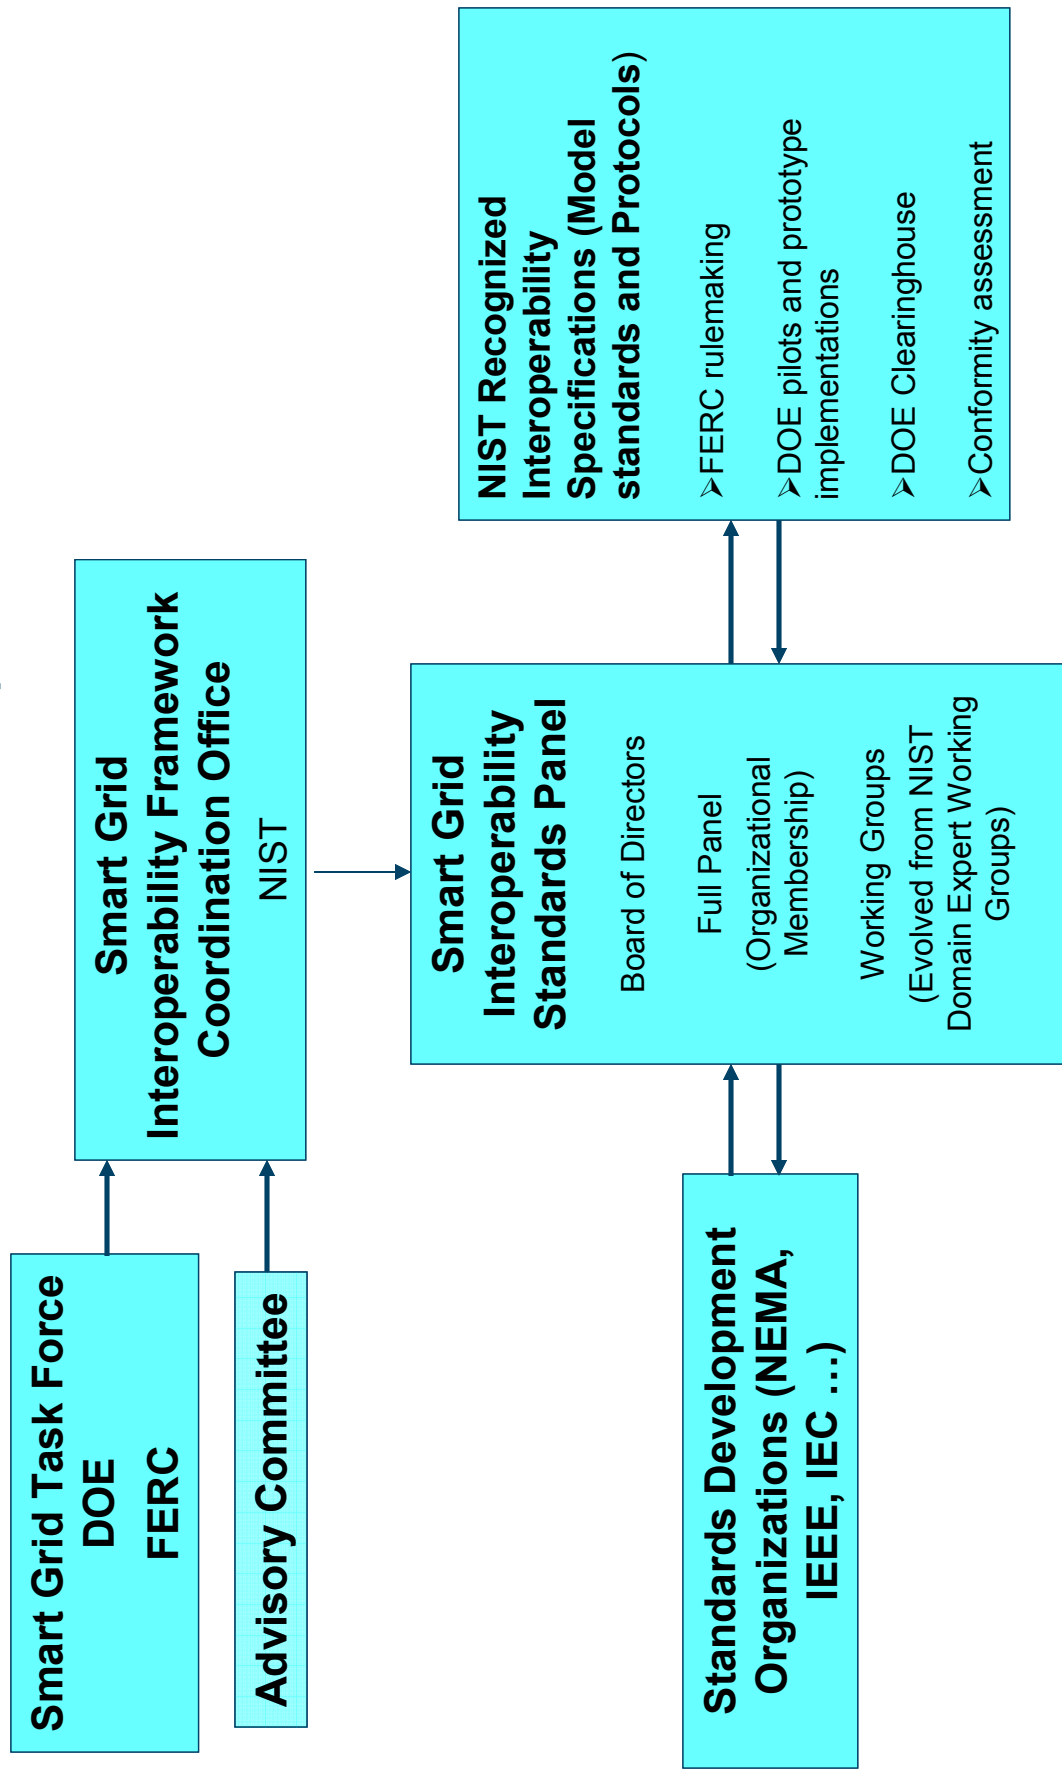 Smart Grid Task Force
DOE
FERC
Advisory Committee
Smart Grid
Interoperability Framework
Coordination Office
NIST
Standards Development
Organizations (NEMA,
IEEE, IEC …)
Smart Grid
Interoperability
Standards Panel
Board of Directors
Full Panel
(Organizational
Membership)
Working Groups
(Evolved from NIST
Domain Expert Working
Groups)
NIST Recognized
Interoperability
Specifications (Model
standards and Protocols)
➢FERC rulemaking
➢DOE pilots and prototype
implementations
➢DOE Clearinghouse
➢Conformity assessment